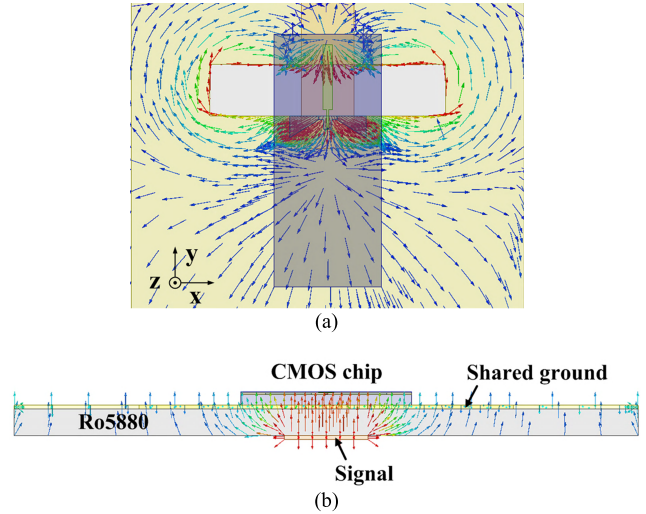 y
z
x
(a)
CMOS chip
Shared ground
Ro5880
Signal
(b)